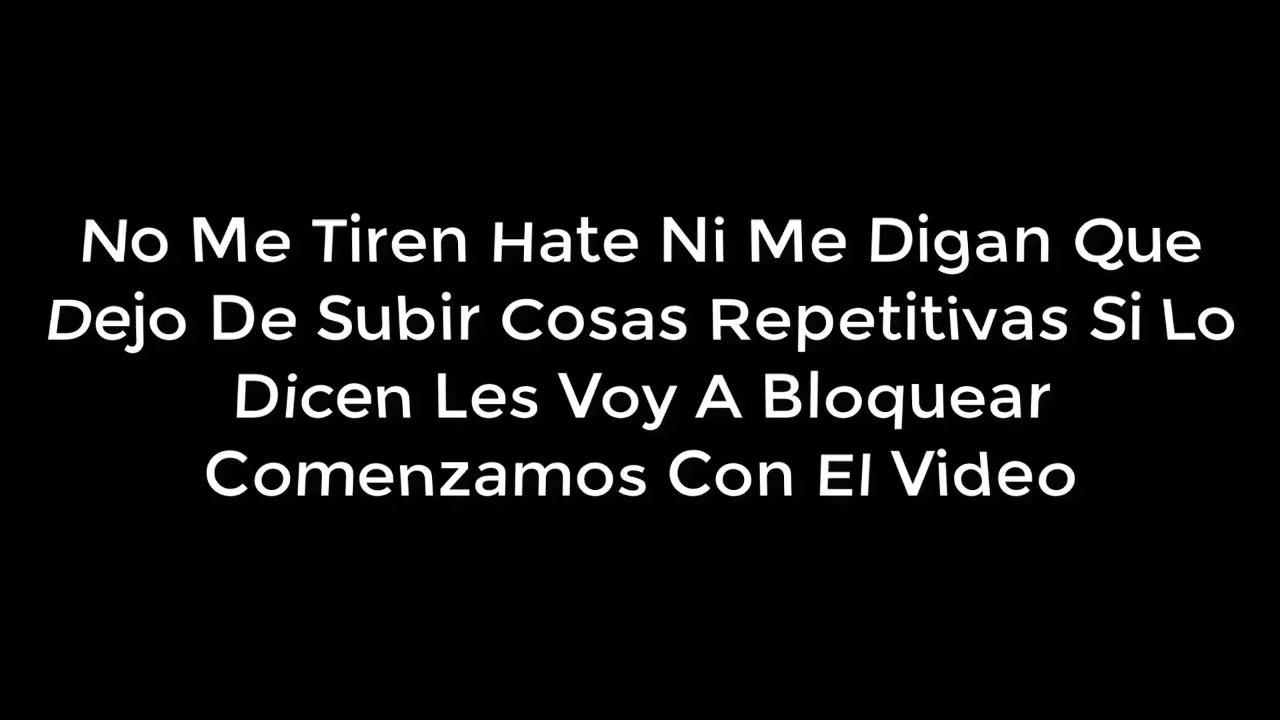 No Me Tiren Hate Ni Me Digan Que
Dejo De Subir Cosas Repetitivas Si Lo
Dicen Les Voy A Bloquear
Comenzamos Con El Video